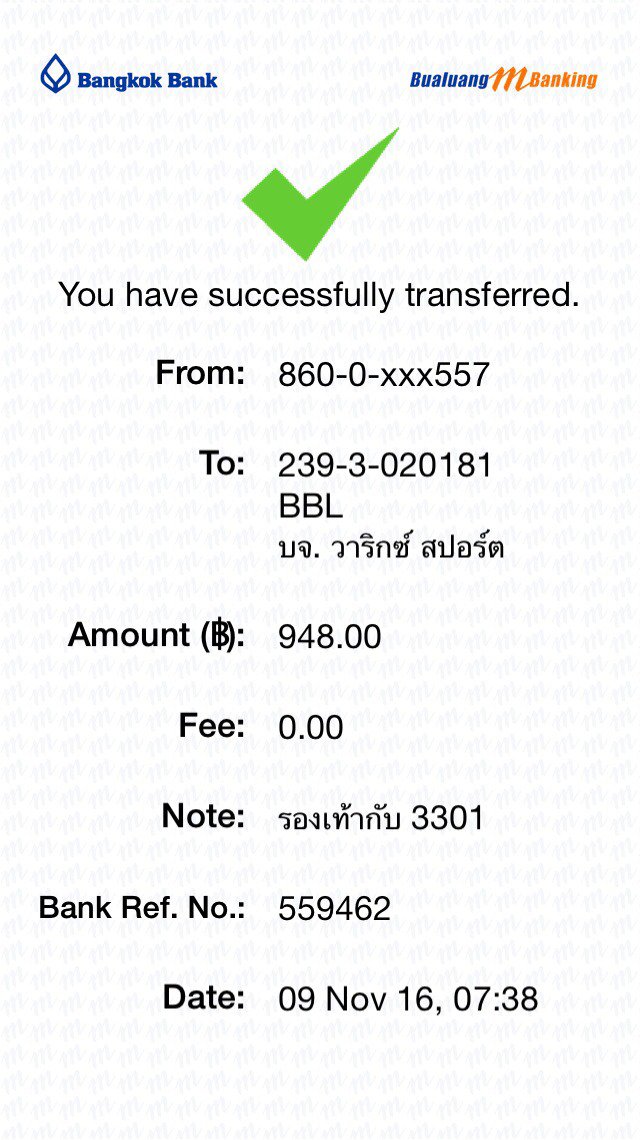 Bangkok Bank
Bualuang mBanking
You have successfully transferred.
From: 860-0-xxx557
To: 239-3-020181
BBL
บจ. วาริกซ์ สปอร์ต
Amount (฿): 948.00
Fee: 0.00
Note: รองเท้ากับ 3301
Bank Ref. No.: 559462
Date: 09 Nov 16, 07:38